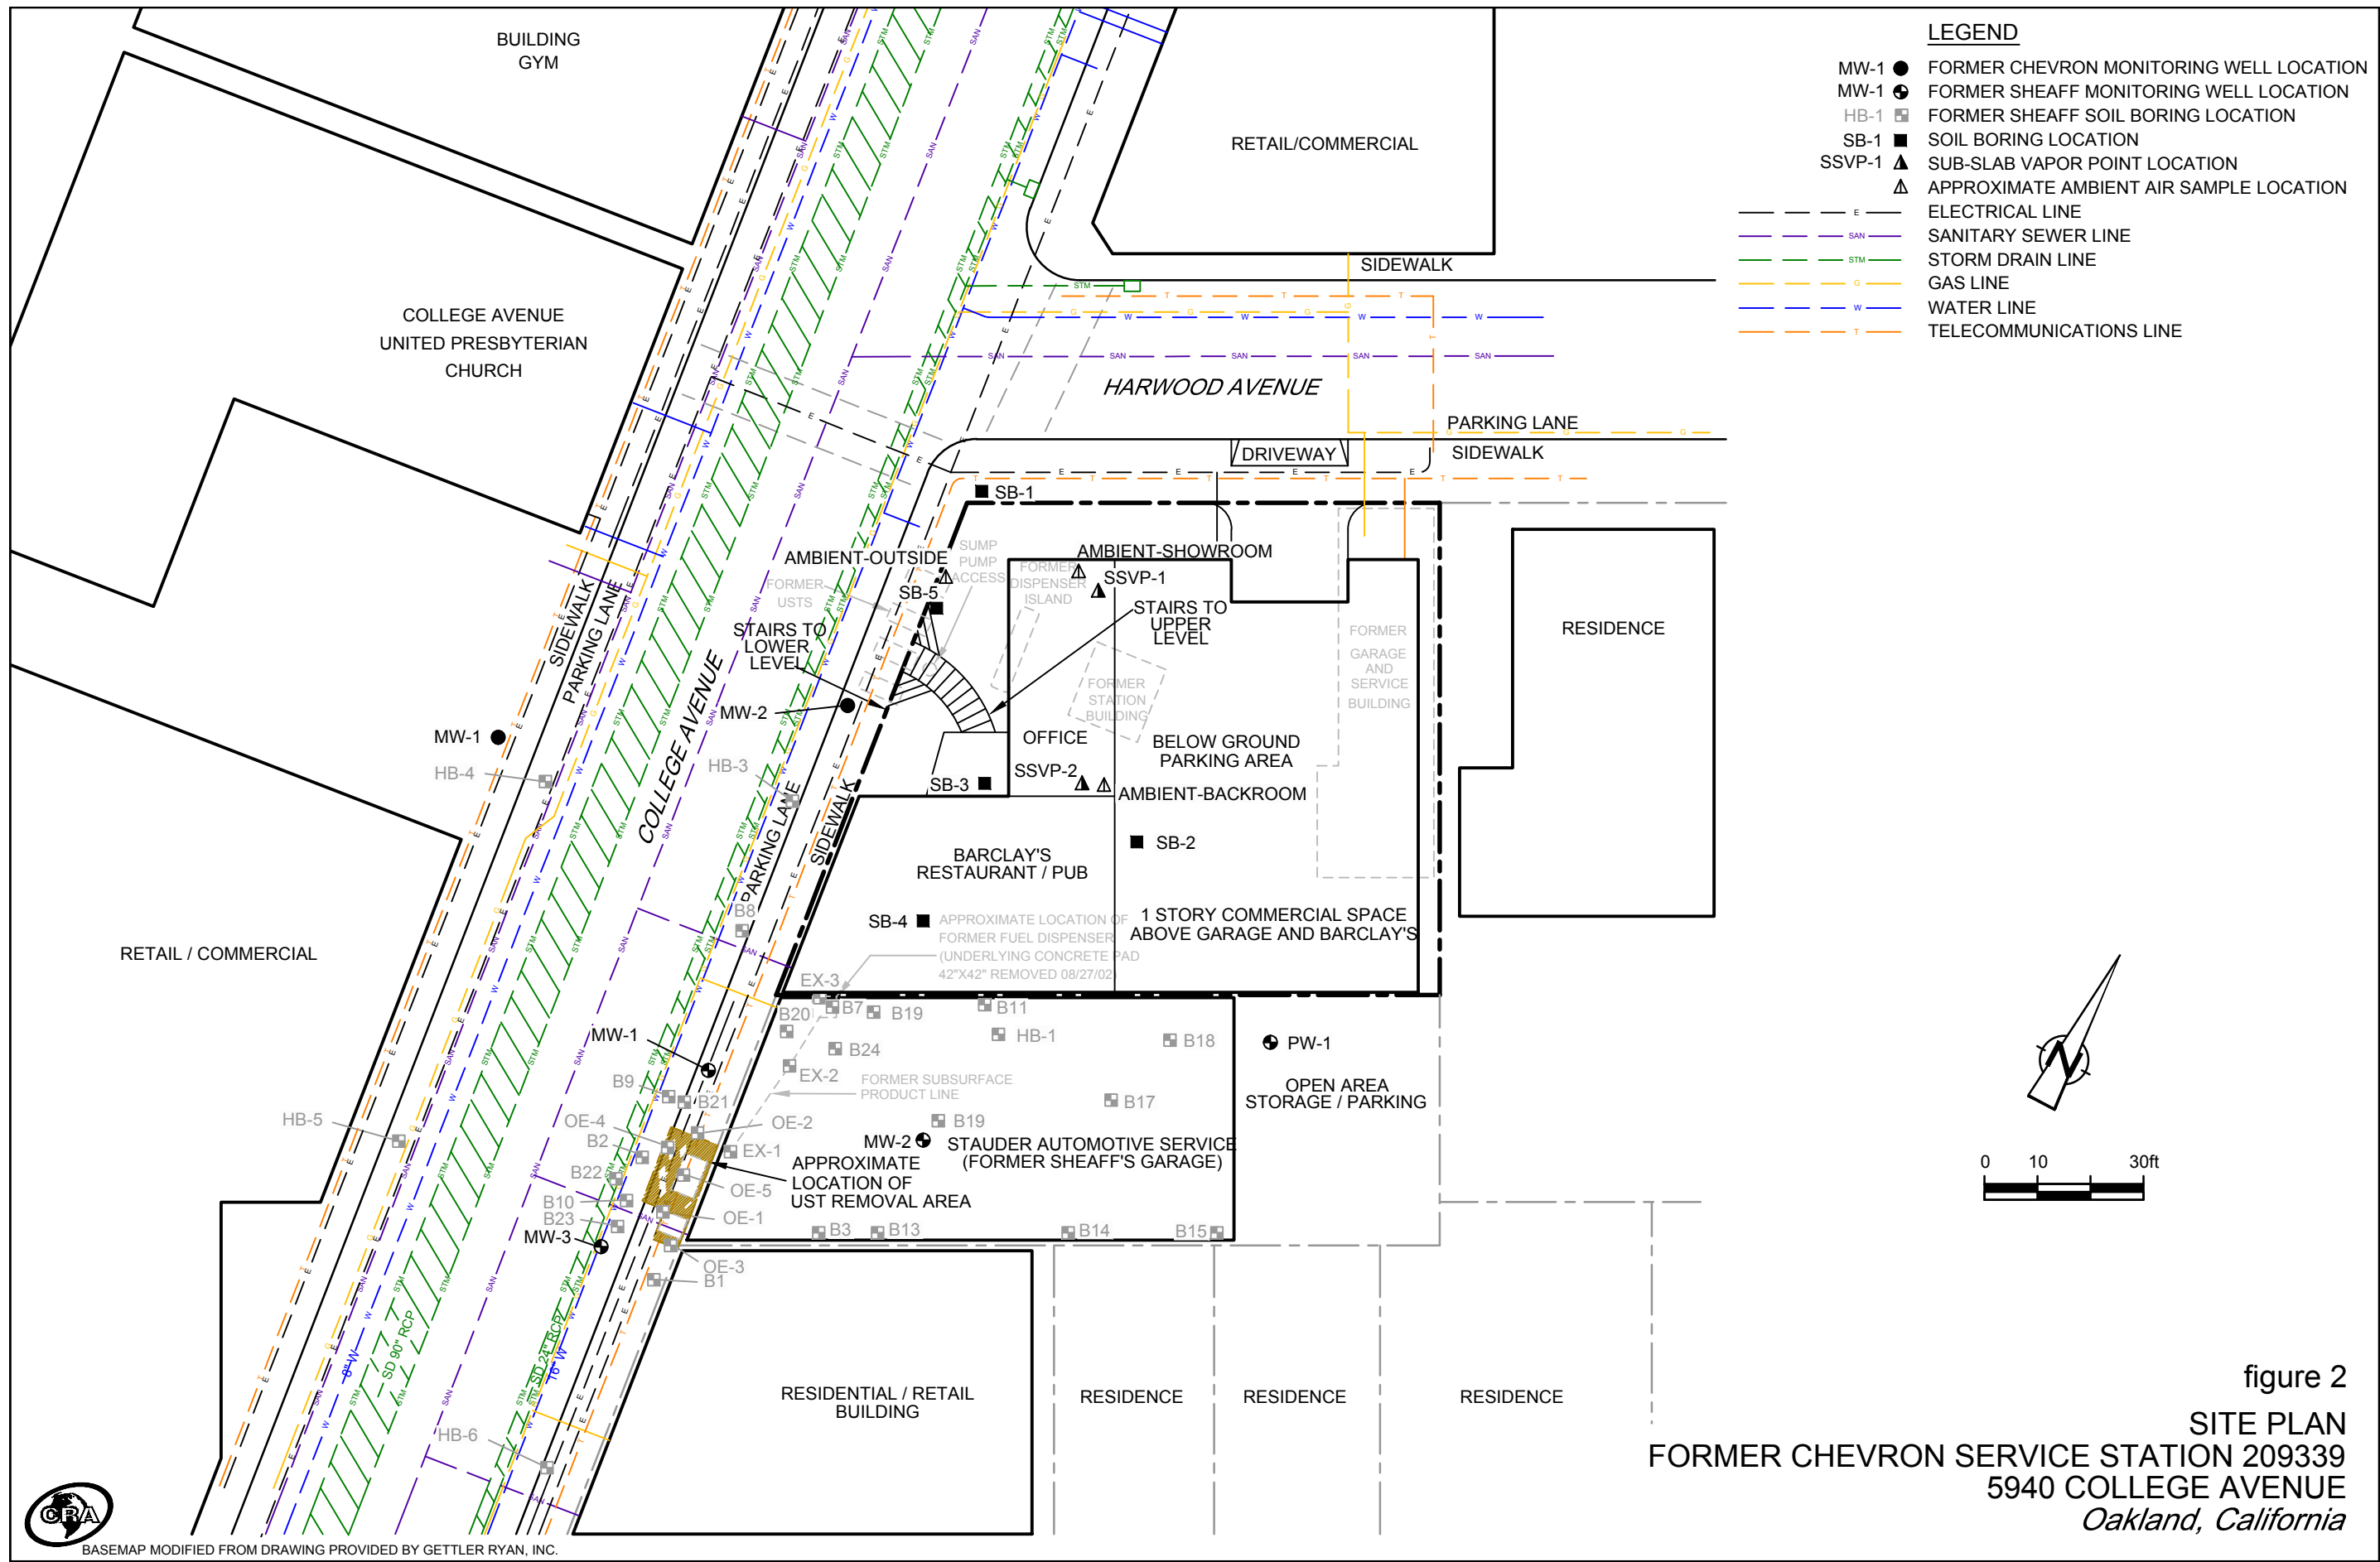 LEGEND
MW-1 FORMER CHEVRON MONITORING WELL LOCATION
MW-1 FORMER SHEAFF MONITORING WELL LOCATION
HB-1 FORMER SHEAFF SOIL BORING LOCATION
SB-1 SOIL BORING LOCATION
SSVP-1 SUB-SLAB VAPOR POINT LOCATION
APPROXIMATE AMBIENT AIR SAMPLE LOCATION
E ELECTRICAL LINE
SAN SANITARY SEWER LINE
STM STORM DRAIN LINE
G GAS LINE
W WATER LINE
T TELECOMMUNICATIONS LINE
BUILDING
GYM
RETAIL/COMMERCIAL
SIDEWALK
COLLEGE AVENUE
UNITED PRESBYTERIAN
CHURCH
HARWOOD AVENUE
PARKING LANE
SIDEWALK
DRIVEWAY
SB-1
AMBIENT-OUTSIDE
SUMP
PUMP
ACCESS
AMBIENT-SHOWROOM
FORMER
DISPENSER
ISLAND
SSVP-1
FORMER
USTS
SB-5
STAIRS TO
UPPER
LEVEL
STAIRS TO
LOWER
LEVEL
SIDEWALK
PARKING LANE
COLLEGE AVENUE
FORMER
GARAGE
AND
SERVICE
BUILDING
RESIDENCE
FORMER
STATION
BUILDING
MW-2
MW-1
HB-4
HB-3
OFFICE
BELOW GROUND
PARKING AREA
SSVP-2
SB-3
AMBIENT-BACKROOM
SB-2
PARKING LANE
SIDEWALK
BARCLAY'S
RESTAURANT / PUB
B8
SB-4
APPROXIMATE LOCATION OF
FORMER FUEL DISPENSER
(UNDERLYING CONCRETE PAD
42"X42" REMOVED 08/27/02)
1 STORY COMMERCIAL SPACE
ABOVE GARAGE AND BARCLAY'S
RETAIL / COMMERCIAL
EX-3
B7
B19
B11
B20
HB-1
B18
PW-1
MW-1
B24
EX-2
FORMER SUBSURFACE
PRODUCT LINE
OPEN AREA
STORAGE / PARKING
B9
B21
B17
HB-5
OE-4
OE-2
B19
B2
EX-1
MW-2
STAUDER AUTOMOTIVE SERVICE
(FORMER SHEAFF'S GARAGE)
APPROXIMATE
LOCATION OF
UST REMOVAL AREA
B22
OE-5
B10
B23
OE-1
MW-3
B3
B13
B14
B15
OE-3
B1
N
0 10 30ft
8" W
SD 90" RCP
SD 24" RCP
16" W
HB-6
RESIDENTIAL / RETAIL
BUILDING
RESIDENCE
RESIDENCE
RESIDENCE
figure 2
SITE PLAN
FORMER CHEVRON SERVICE STATION 209339
5940 COLLEGE AVENUE
Oakland, California
CRA
BASEMAP MODIFIED FROM DRAWING PROVIDED BY GETTLER RYAN, INC.